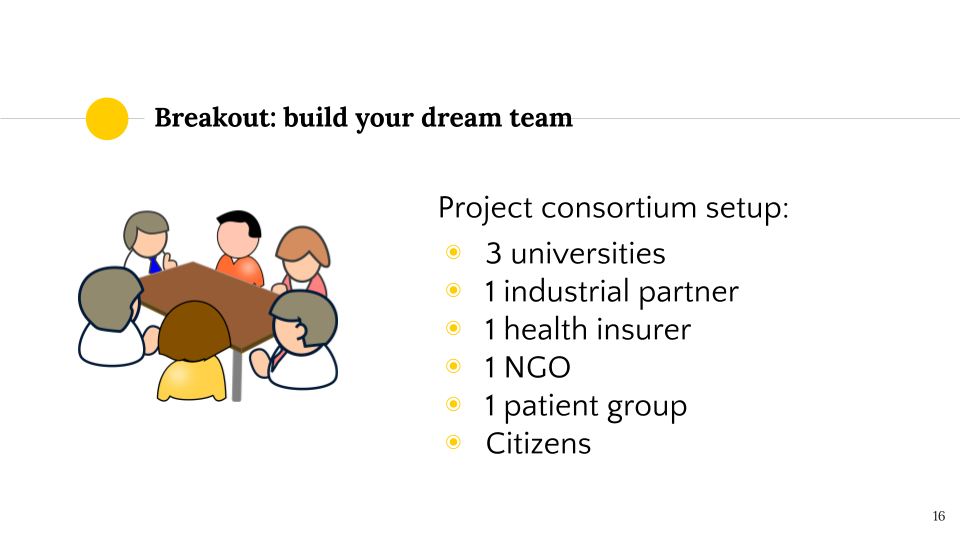 Breakout: build your dream team
Project consortium setup:
3 universities
1 industrial partner
1 health insurer
1 NGO
1 patient group
Citizens
16